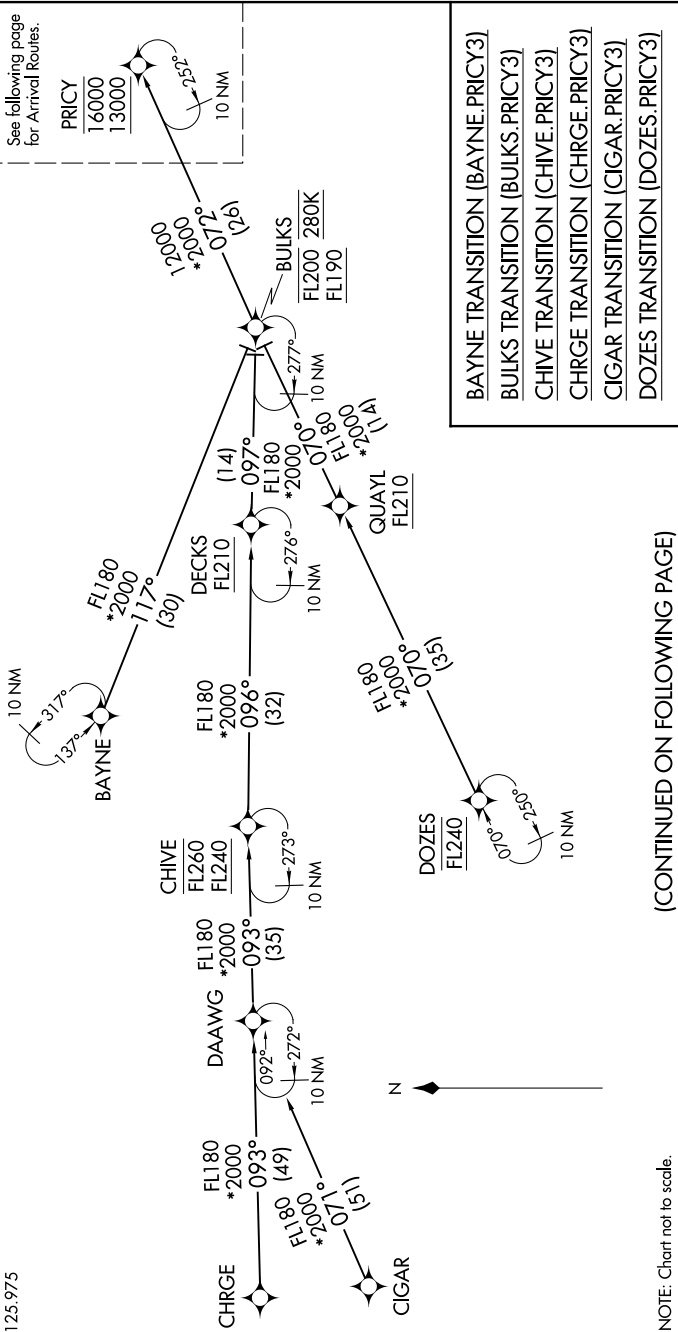 125.975
See following page
for Arrival Routes.
PRICY
16000
13000
252°
10 NM
12000
*2000
072°
(26)
BULKS
FL200 280K
FL190
277°
10 NM
10 NM
317°
137°
BAYNE
FL180
*2000
117°
(30)
(14)
097°
FL180
*2000
DECKS
FL210
276°
10 NM
FL180
*2000
096°
(32)
CHIVE
FL260
FL240
273°
10 NM
FL180
*2000
093°
(35)
DAAWG
092°
272°
10 NM
FL180
*2000
093°
(49)
CHRGE
FL180
*2000
071°
(51)
CIGAR
070°
FL180
*2000
(14)
QUAYL
FL210
FL180
*2000
070°
(35)
DOZES
FL240
070°
250°
10 NM
N
BAYNE TRANSITION (BAYNE.PRICY3)
BULKS TRANSITION (BULKS.PRICY3)
CHIVE TRANSITION (CHIVE.PRICY3)
CHRGE TRANSITION (CHRGE.PRICY3)
CIGAR TRANSITION (CIGAR.PRICY3)
DOZES TRANSITION (DOZES.PRICY3)
(CONTINUED ON FOLLOWING PAGE)
NOTE: Chart not to scale.